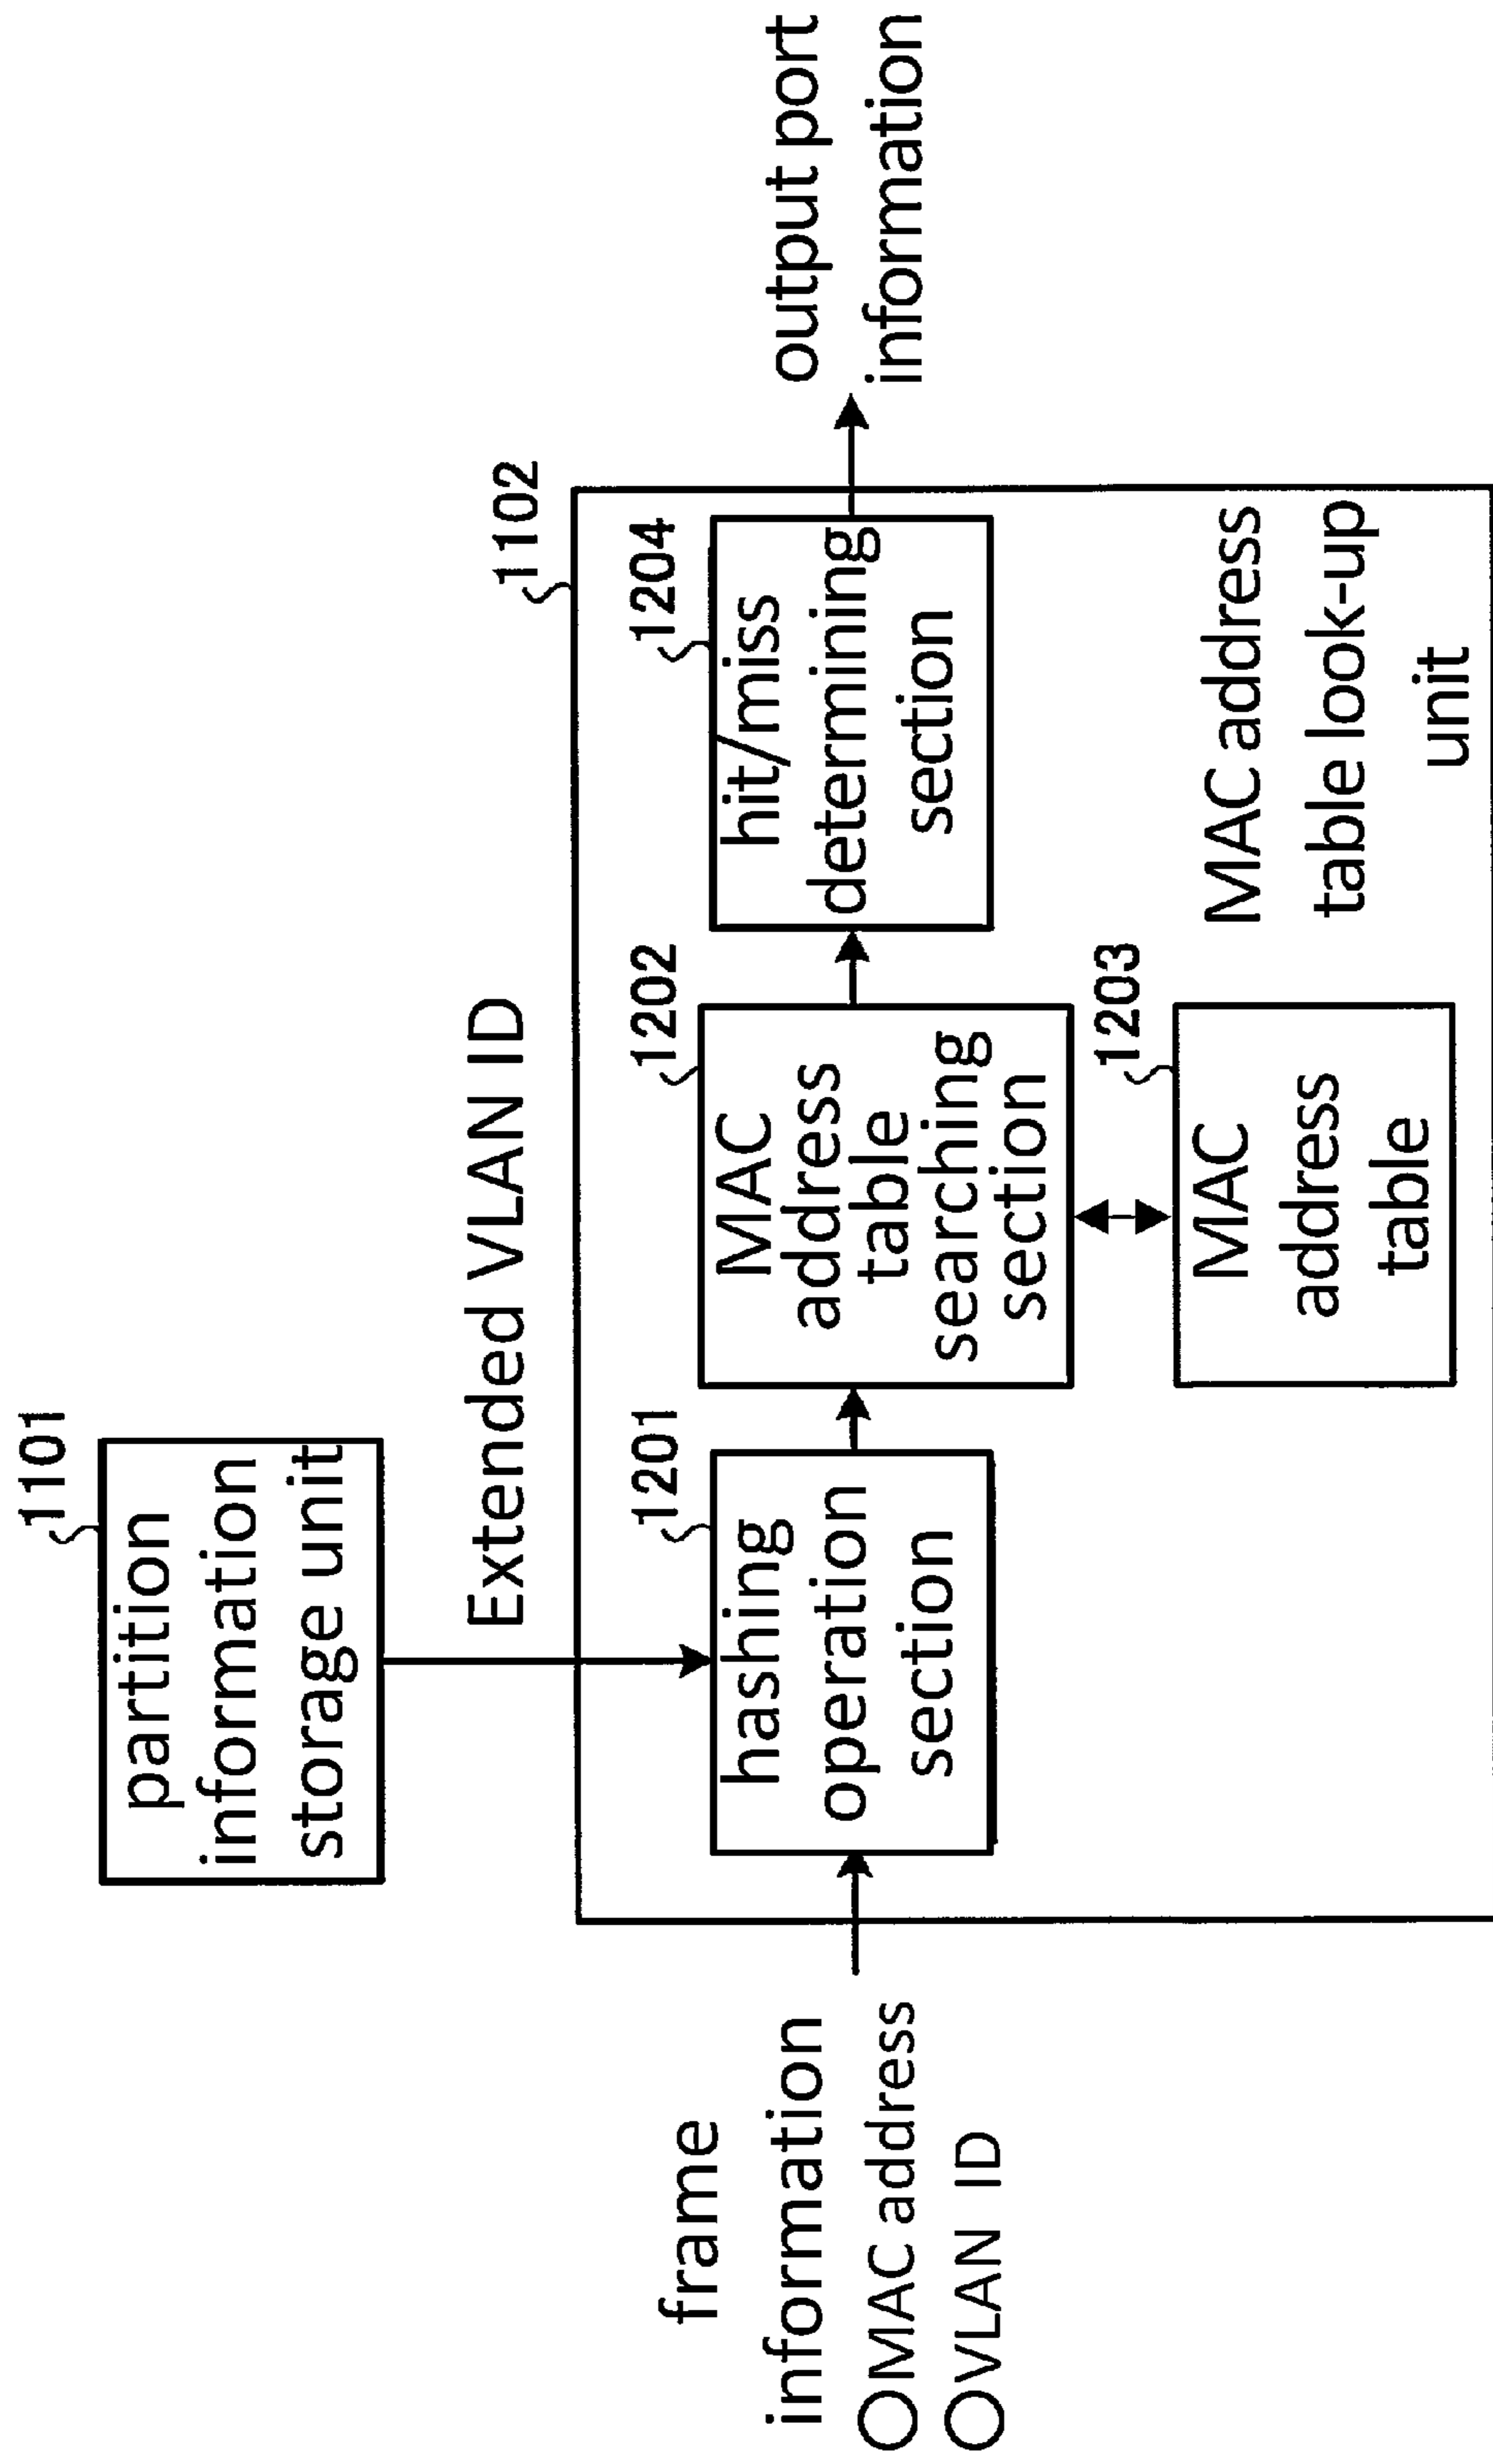 1101
partition
information
storage unit
Extended VLAN ID
1102
frame
information
○MAC address
○VLAN ID
1201
hashing
operation
section
1202
MAC
address
table
searching
section
1203
MAC
address
table
1204
hit/miss
determining
section
MAC address
table look-up
unit
output port
information